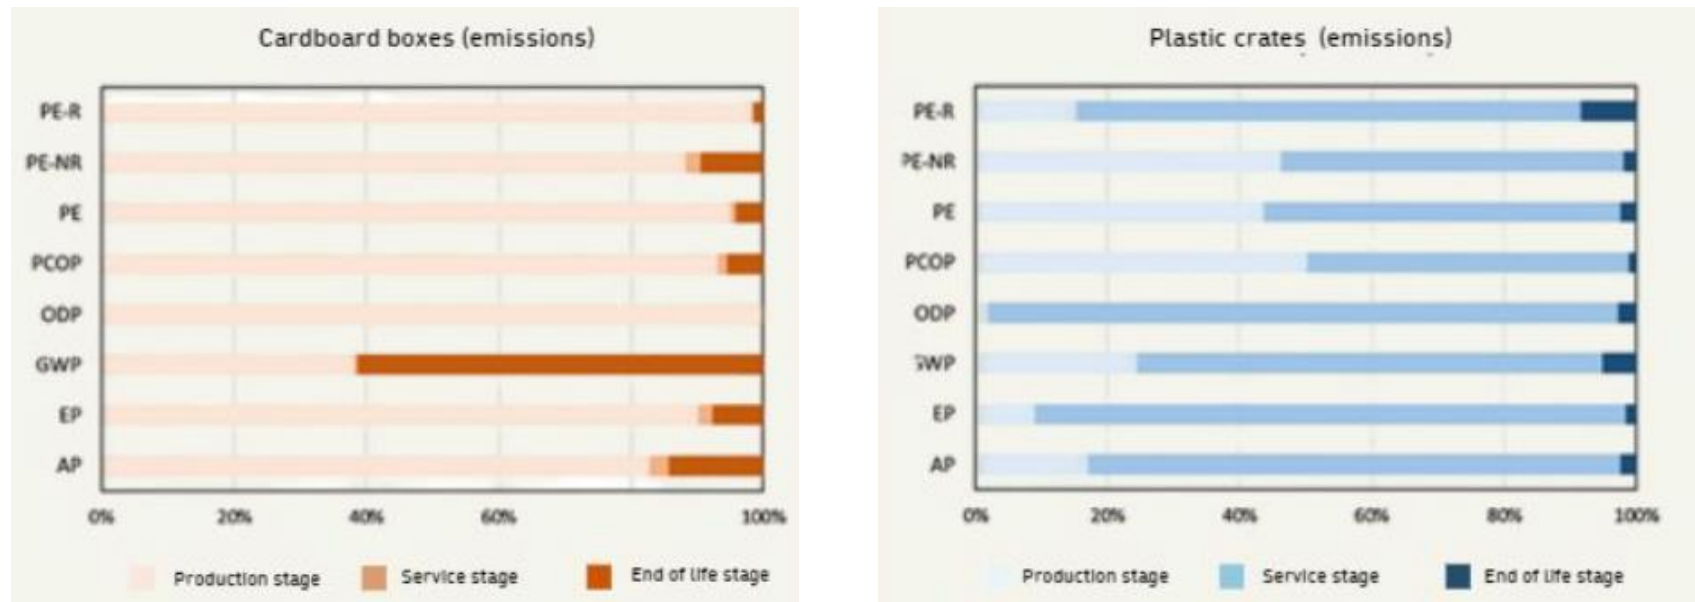 Cardboard boxes (emissions)
PE-R
PE-NR
PE
PCOP
ODP
GWP
EP
AP
0% 20% 40% 60% 100%
Production stage Service stage End of life stage
Plastic crates (emissions)
PE-R
PE-NR
PE
PCOP
ODP
GWP
EP
AP
0% 20% 40% 60% 80% 100%
Production stage Service stage End of life stage